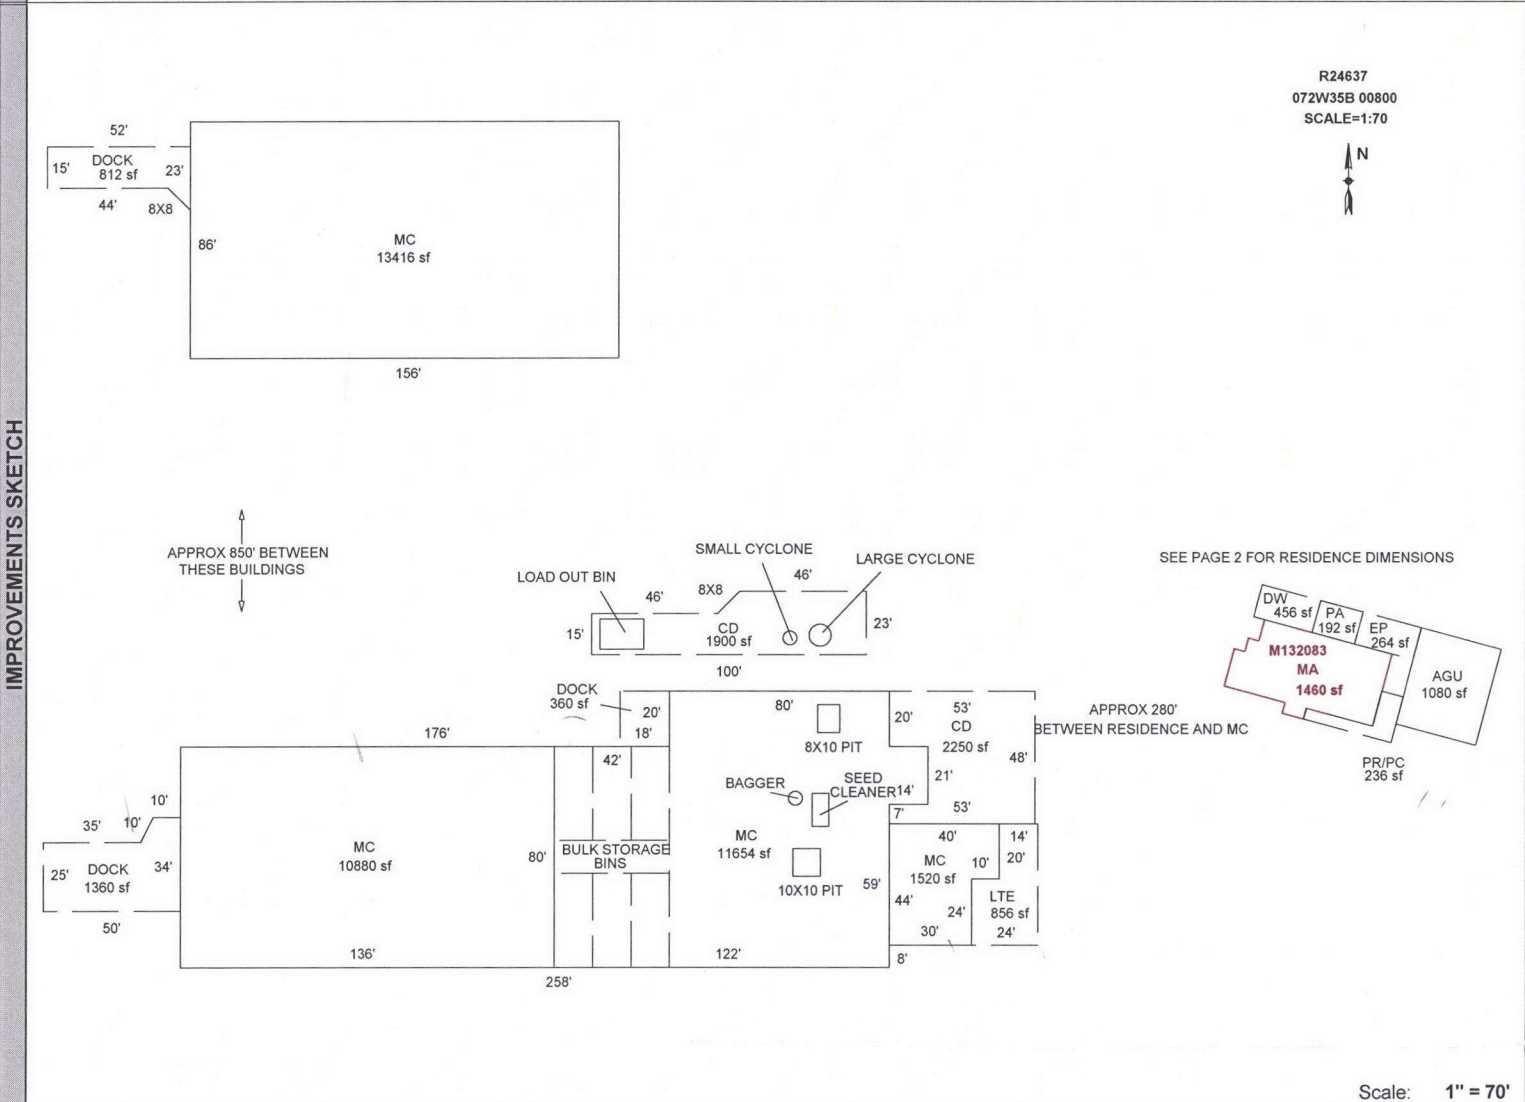 IMPROVEMENTS SKETCH
R24637
072W35B 00800
SCALE=1:70
N
52'
15'
DOCK
812 sf
23'
44'
8X8
86'
MC
13416 sf
156'
APPROX 850' BETWEEN
THESE BUILDINGS
SMALL CYCLONE
LARGE CYCLONE
LOAD OUT BIN
46'
8X8
46'
15'
CD
1900 sf
23'
100'
SEE PAGE 2 FOR RESIDENCE DIMENSIONS
DW
456 sf
PA
192 sf
EP
264 sf
M132083
MA
1460 sf
AGU
1080 sf
PR/PC
236 sf
APPROX 280'
BETWEEN RESIDENCE AND MC
DOCK
360 sf
20'
18'
80'
20'
53'
CD
2250 sf
48'
8X10 PIT
176'
42'
21'
BAGGER
SEED
CLEANER
14'
53'
7'
10'
35'
10'
DOCK
1360 sf
25'
34'
50'
MC
10880 sf
80'
BULK STORAGE
BINS
MC
11654 sf
10X10 PIT
59'
40'
14'
MC
1520 sf
10'
20'
44'
24'
LTE
856 sf
30'
24'
136'
122'
8'
258'
Scale: 1" = 70'